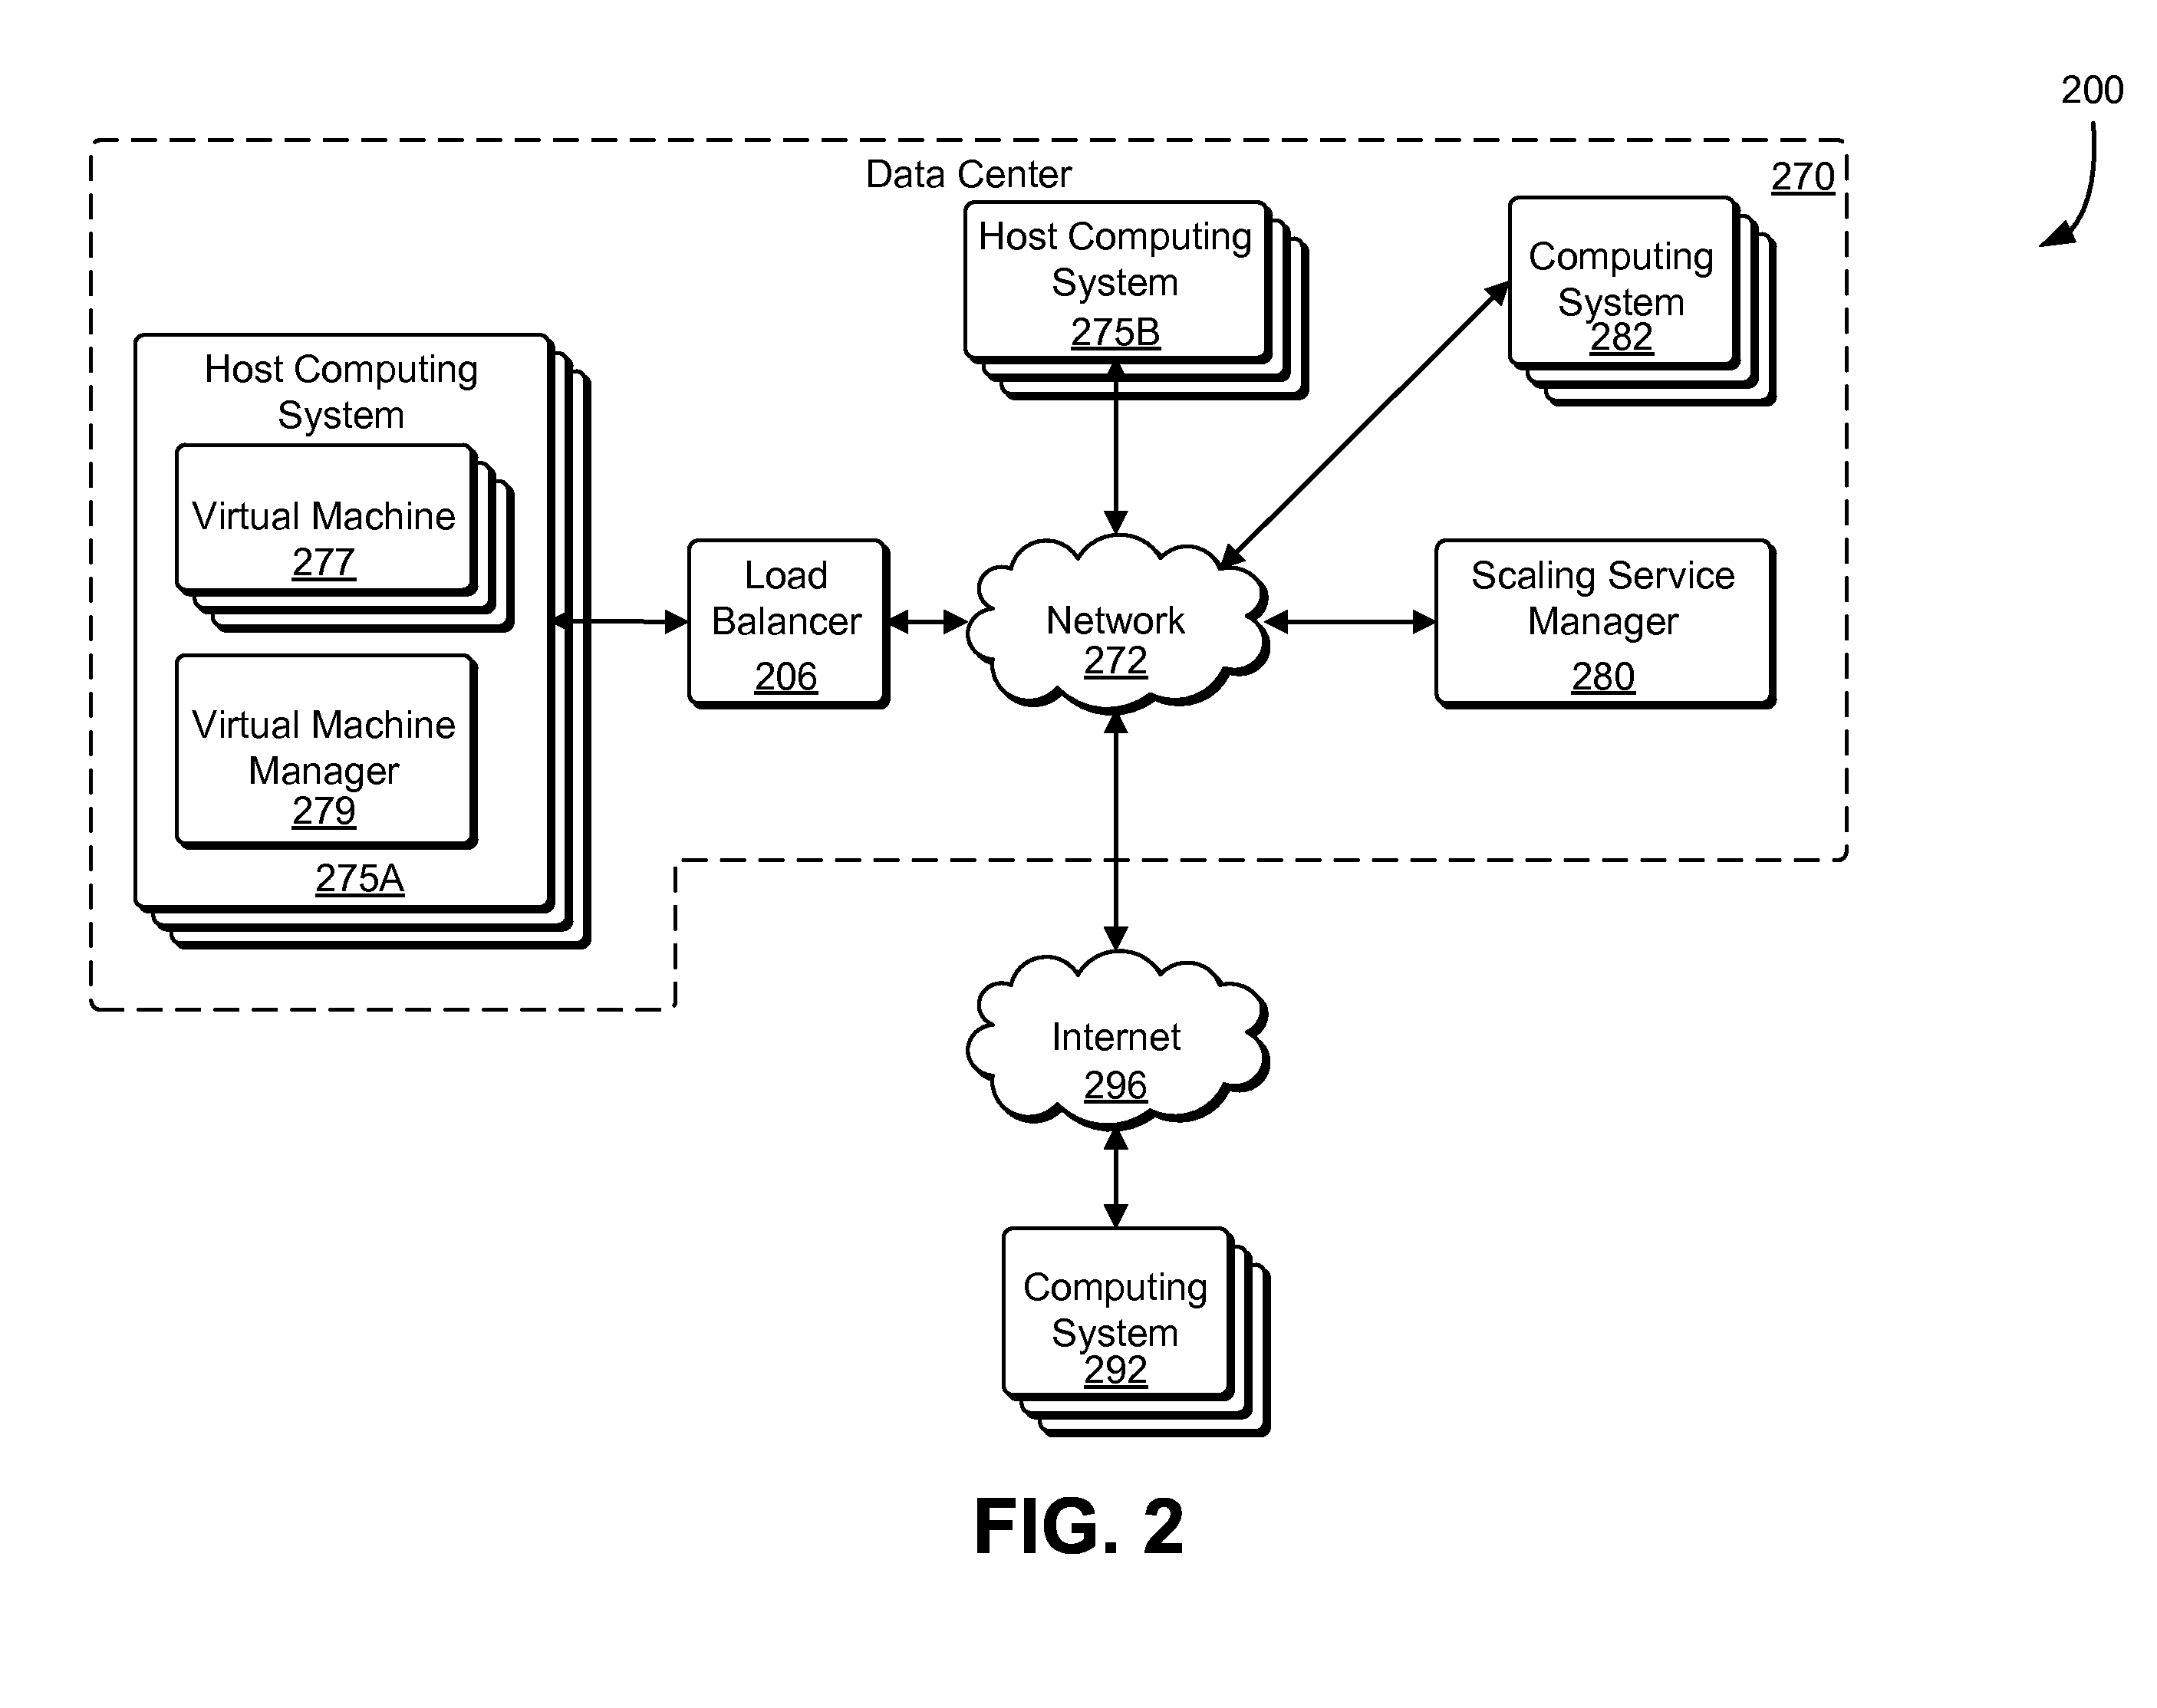 200
Data Center
270
Host Computing
System
275B
Computing
System
282
Host Computing
System
Virtual Machine
277
Virtual Machine
Manager
279
275A
Load
Balancer
206
Network
272
Scaling Service
Manager
280
Internet
296
Computing
System
292
FIG. 2